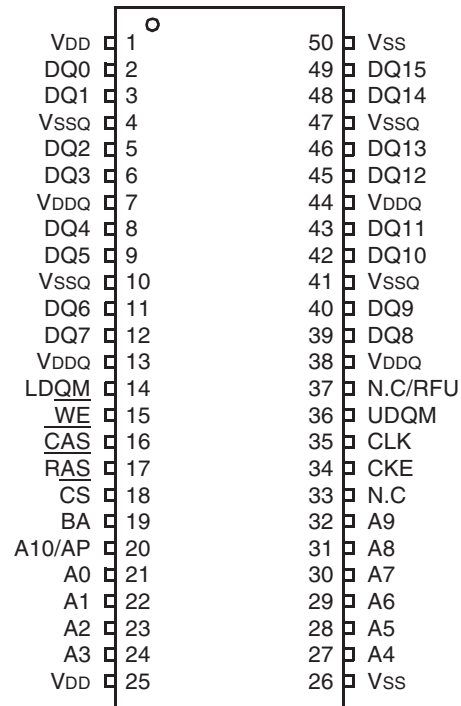 VDD 1 50 VSS
DQ0 2 49 DQ15
DQ1 3 48 DQ14
VSSQ 4 47 VSSQ
DQ2 5 46 DQ13
DQ3 6 45 DQ12
VDDQ 7 44 VDDQ
DQ4 8 43 DQ11
DQ5 9 42 DQ10
VSSQ 10 41 VSSQ
DQ6 11 40 DQ9
DQ7 12 39 DQ8
VDDQ 13 38 VDDQ
LDQM 14 37 N.C/RFU
W̅E̅ 15 36 UDQM
C̅A̅S̅ 16 35 CLK
R̅A̅S̅ 17 34 CKE
C̅S̅ 18 33 N.C
BA 19 32 A9
A10/AP 20 31 A8
A0 21 30 A7
A1 22 29 A6
A2 23 28 A5
A3 24 27 A4
VDD 25 26 VSS